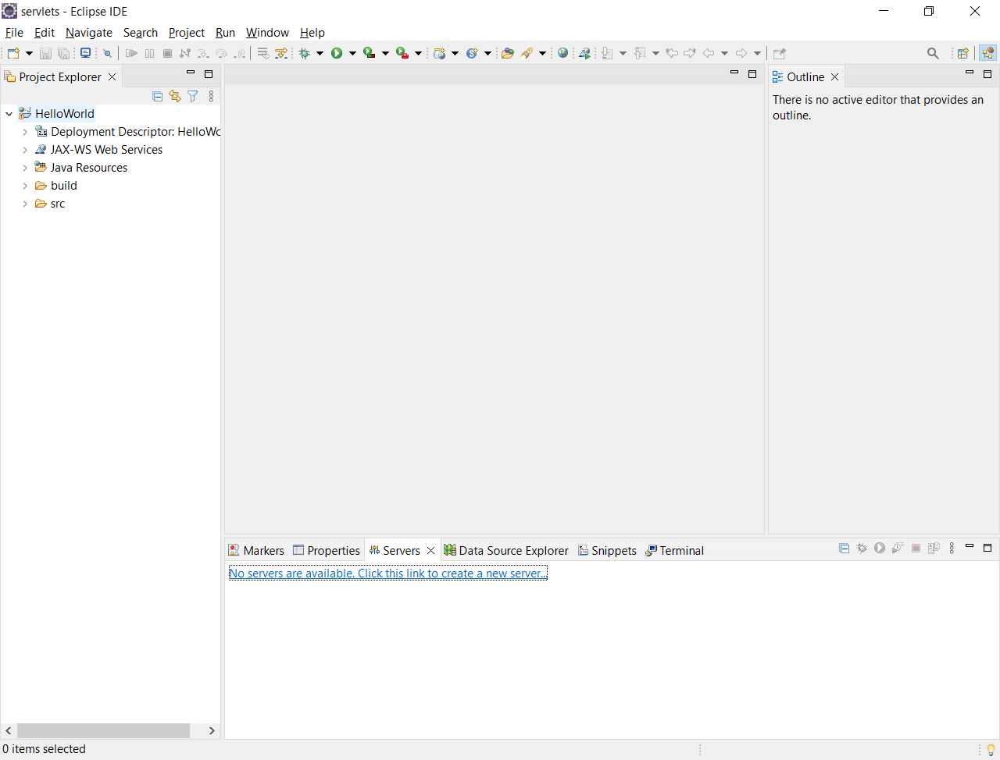 servlets - Eclipse IDE
File Edit Navigate Search Project Run Window Help
Project Explorer
HelloWorld
Deployment Descriptor: HelloWo
JAX-WS Web Services
Java Resources
build
src
Outline
There is no active editor that provides an
outline.
Markers Properties Servers Data Source Explorer Snippets Terminal
No servers are available. Click this link to create a new server...
0 items selected